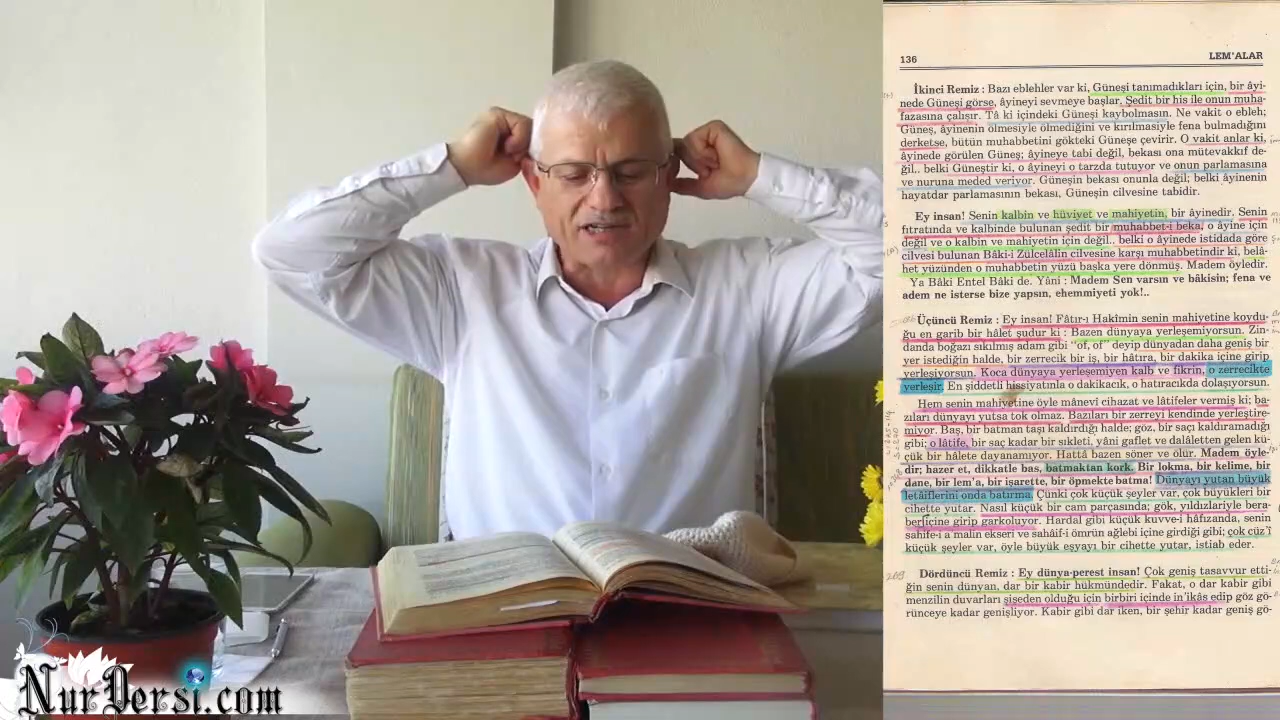 136
LEM'ALAR
İkinci Remiz : Bazı eblehler var ki, Güneşi tanımadıkları için, bir âyi-
nede Güneşi görse, âyineyi sevmeye başlar. Şedit bir his ile onun muha-
fazasına çalışır. Tâ ki içindeki Güneşi kaybolmasın. Ne vakit o ebleh;
Güneş, âyinenin ölmesiyle ölmediğini ve kırılmasiyle fena bulmadığını
derketse, bütün muhabbetini gökteki Güneşe çevirir. O vakit anlar ki,
âyinede görülen Güneş; âyineye tabi değil, bekası ona mütevakkıf de-
ğil.. belki Güneştir ki, o âyineyi o tarzda tutuyor ve onun parlamasına
ve nuruna meded veriyor. Güneşin bekası onunla değil; belki âyinenin
hayatdar parlamasının bekası, Güneşin cilvesine tabidir.
Ey insan! Senin kalbin ve hüviyet ve mahiyetin, bir âyinedir. Senin
fıtratında ve kalbinde bulunan şedit bir muhabbet-i beka, o âyine için
değil ve o kalbin ve mahiyetin için değil.. belki o âyinede istidada göre
cilvesi bulunan Bâki-i Zülcelâlin cilvesine karşı muhabbetindir ki, belâ-
het yüzünden o muhabbetin yüzü başka yere dönmüş. Madem öyledir.
Ya Bâki Entel Bâki de. Yâni : Madem Sen varsın ve bâkisin; fena ve
adem ne isterse bize yapsın, ehemmiyeti yok!..
Üçüncü Remiz : Ey insan! Fâtır-ı Hakîmin senin mahiyetine koydu-
ğu en garib bir hâlet şudur ki : Bazen dünyaya yerleşemiyorsun. Zin-
danda boğazı sıkılmış adam gibi "of, of" deyip dünyadan daha geniş bir
yer istediğin halde, bir zerrecik bir iş, bir hâtıra, bir dakika içine girip
yerleşiyorsun. Koca dünyaya yerleşemiyen kalb ve fikrin, o zerrecikte
yerleşir. En şiddetli hissiyatınla o dakikacık, o hatıracıkda dolaşıyorsun.
Hem senin mahiyetine öyle mânevi cihazat ve lâtifeler vermiş ki; ba-
zıları dünyayı yutsa tok olmaz. Bazıları bir zerreyi kendinde yerleştire-
miyor. Baş, bir batman taşı kaldırdığı halde; göz, bir saçı kaldıramadığı
gibi; o lâtife, bir saç kadar bir sıkleti, yâni gaflet ve dalâletten gelen kü-
çük bir hâlete dayanamıyor. Hattâ bazen söner ve ölür. Madem öyle-
dir; hazer et, dikkatle bas, batmaktan kork. Bir lokma, bir kelime, bir
dane, bir lem'a, bir işarette, bir öpmekte batma! Dünyayı yutan büyük
letâiflerini onda batırma. Çünki çok küçük şeyler var, çok büyükleri bir
cihette yutar. Nasıl küçük bir cam parçasında; gök, yıldızlariyle bera-
ber içine girip garkoluyor. Hardal gibi küçük kuvve-i hâfızanda, senin
sahife-i a'malin ekseri ve sahâif-i ömrün ağlebi içine girdiği gibi; çok cüz'î
küçük şeyler var, öyle büyük eşyayı bir cihette yutar, istiab eder.
Dördüncü Remiz : Ey dünya-perest insan! Çok geniş tasavvur etti-
ğin senin dünyan, dar bir kabir hükmündedir. Fakat, o dar kabir gibi
menzilin duvarları şişeden olduğu için birbiri içinde in'ikâs edip göz gö-
rünceye kadar genişliyor. Kabir gibi dar iken, bir şehir kadar geniş gö-
NurDersi.com